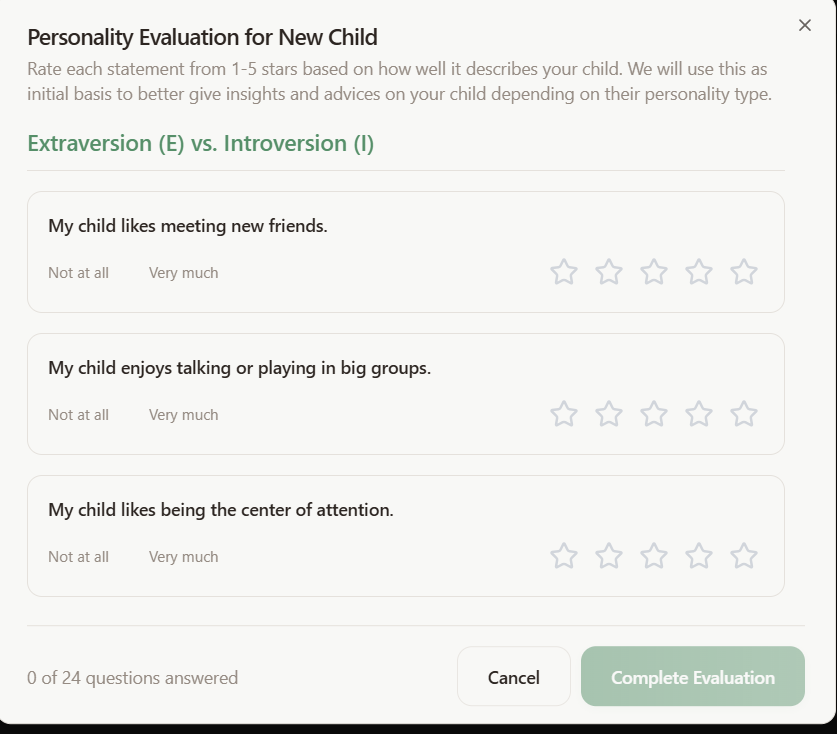 Personality Evaluation for New Child
Rate each statement from 1-5 stars based on how well it describes your child. We will use this as
initial basis to better give insights and advices on your child depending on their personality type.
Extraversion (E) vs. Introversion (I)
My child likes meeting new friends.
Not at all Very much
My child enjoys talking or playing in big groups.
Not at all Very much
My child likes being the center of attention.
Not at all Very much
0 of 24 questions answered
Cancel
Complete Evaluation